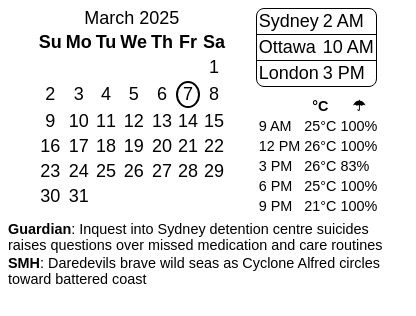 March 2025
Su Mo Tu We Th Fr Sa
1
2 3 4 5 6 7 8
9 10 11 12 13 14 15
16 17 18 19 20 21 22
23 24 25 26 27 28 29
30 31
Sydney 2 AM
Ottawa 10 AM
London 3 PM
°C ☂
9 AM 25°C 100%
12 PM 26°C 100%
3 PM 26°C 83%
6 PM 25°C 100%
9 PM 21°C 100%
Guardian: Inquest into Sydney detention centre suicides
raises questions over missed medication and care routines
SMH: Daredevils brave wild seas as Cyclone Alfred circles
toward battered coast